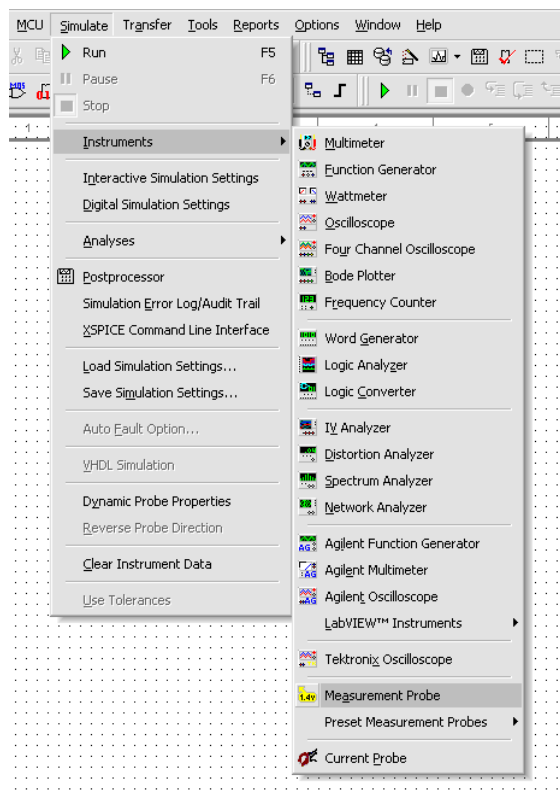 MCU Simulate Transfer Tools Reports Options Window Help
Run F5
Pause F6
Stop
Instruments
Interactive Simulation Settings
Digital Simulation Settings
Analyses
Postprocessor
Simulation Error Log/Audit Trail
XSPICE Command Line Interface
Load Simulation Settings...
Save Simulation Settings...
Auto Fault Option...
VHDL Simulation
Dynamic Probe Properties
Reverse Probe Direction
Clear Instrument Data
Use Tolerances
Multimeter
Function Generator
Wattmeter
Oscilloscope
Four Channel Oscilloscope
Bode Plotter
Frequency Counter
Word Generator
Logic Analyzer
Logic Converter
IV Analyzer
Distortion Analyzer
Spectrum Analyzer
Network Analyzer
AG Agilent Function Generator
AG Agilent Multimeter
AG Agilent Oscilloscope
LabVIEW™ Instruments
Tektronix Oscilloscope
1.4v Measurement Probe
Preset Measurement Probes
Current Probe